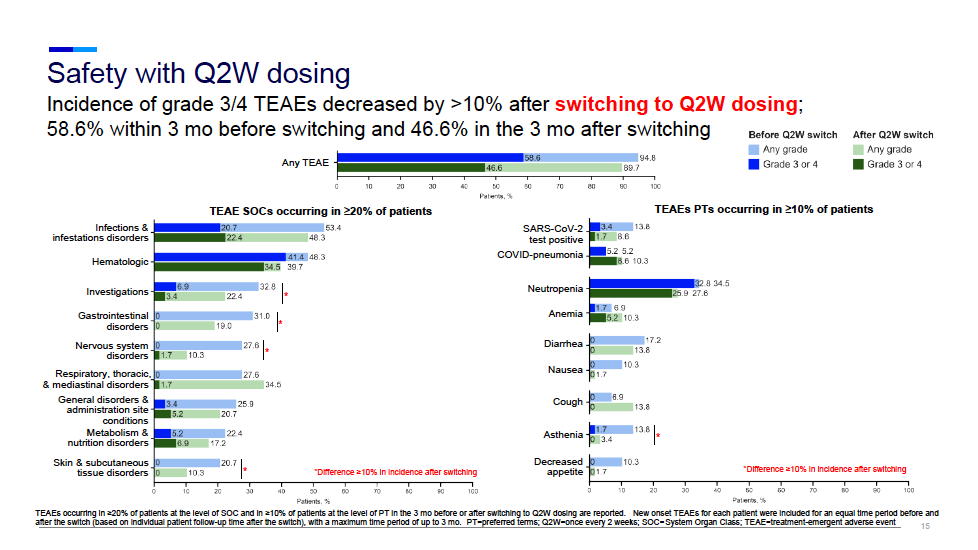 Safety with Q2W dosing
Incidence of grade 3/4 TEAEs decreased by >10% after switching to Q2W dosing;
58.6% within 3 mo before switching and 46.6% in the 3 mo after switching
Before Q2W switch
Any grade
Grade 3 or 4
After Q2W switch
Any grade
Grade 3 or 4
Any TEAE
58.6 94.8
46.6 89.7
0 10 20 30 40 50 60 70 80 90 100
Patients, %
TEAE SOCs occurring in ≥20% of patients
Infections &
infestations disorders
20.7 53.4
22.4 48.3
Hematologic
41.4 48.3
34.5 39.7
Investigations
6.9 32.8
3.4 22.4
*
Gastrointestinal
disorders
0 31.0
0 19.0
*
Nervous system
disorders
0 27.6
1.7 10.3
*
Respiratory, thoracic,
& mediastinal disorders
0 27.6
1.7 34.5
General disorders &
administration site
conditions
3.4 25.9
5.2 20.7
Metabolism &
nutrition disorders
5.2 22.4
6.9 17.2
Skin & subcutaneous
tissue disorders
0 20.7
0 10.3
*
*Difference ≥10% in incidence after switching
0 10 20 30 40 50 60 70 80 90 100
Patients, %
TEAEs PTs occurring in ≥10% of patients
SARS-CoV-2
test positive
3.4 13.8
1.7 8.6
COVID-pneumonia
5.2 5.2
8.6 10.3
Neutropenia
32.8 34.5
25.9 27.6
Anemia
1.7 6.9
5.2 10.3
Diarrhea
0 17.2
0 13.8
Nausea
0 10.3
0 1.7
Cough
0 6.9
0 13.8
Asthenia
1.7 13.8
0 3.4
*
Decreased
appetite
0 10.3
0 1.7
*Difference ≥10% in incidence after switching
0 10 20 30 40 50 60 70 80 90 100
Patients, %
TEAEs occurring in ≥20% of patients at the level of SOC and in ≥10% of patients at the level of PT in the 3 mo before or after switching to Q2W dosing are reported. New onset TEAEs for each patient were included for an equal time period before and
after the switch (based on individual patient follow-up time after the switch), with a maximum time period of up to 3 mo. PT=preferred terms; Q2W=once every 2 weeks; SOC=System Organ Class; TEAE=treatment-emergent adverse event
15